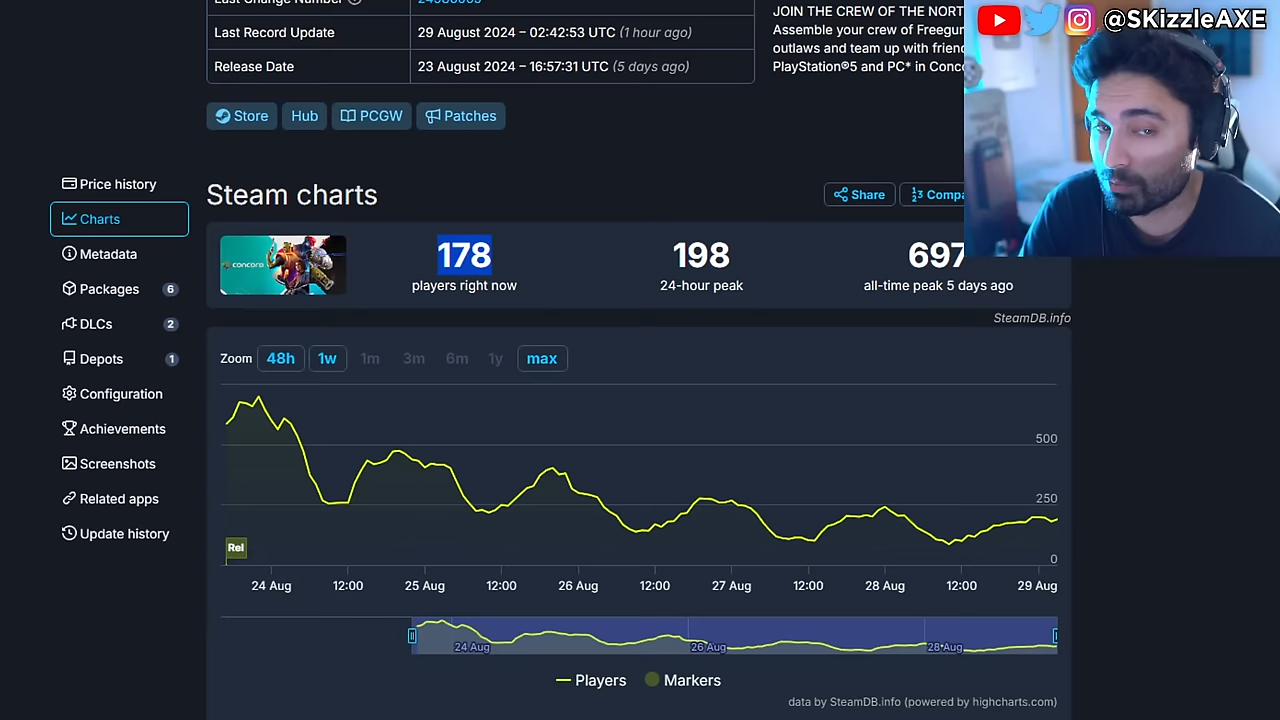 Last Change Number
@SKizzleAXE
JOIN THE CREW OF THE NORT
Last Record Update 29 August 2024 – 02:42:53 UTC (1 hour ago)
Assemble your crew of Freegun
outlaws and team up with friend
Release Date 23 August 2024 – 16:57:31 UTC (5 days ago)
PlayStation®5 and PC* in Conco
Store Hub PCGW Patches
Price history
Charts
Metadata
Packages 6
DLCs 2
Depots 1
Configuration
Achievements
Screenshots
Related apps
Update history
Steam charts
Share Compa
CONCORD
178
players right now
198
24-hour peak
697
all-time peak 5 days ago
SteamDB.info
Zoom 48h 1w 1m 3m 6m 1y max
500
250
0
Rel
24 Aug 12:00 25 Aug 12:00 26 Aug 12:00 27 Aug 12:00 28 Aug 12:00 29 Aug
24 Aug 26 Aug 28 Aug
Players Markers
data by SteamDB.info (powered by highcharts.com)